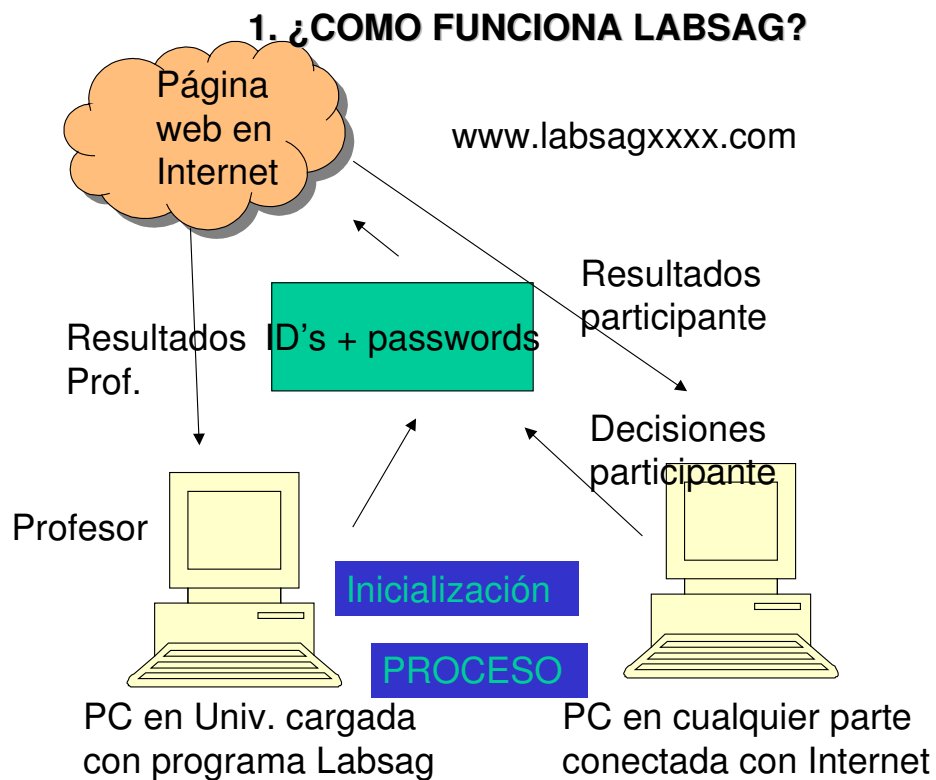 1. ¿COMO FUNCIONA LABSAG?
Página
web en
Internet
www.labsagxxxx.com
Resultados
participante
Resultados
Prof.
ID's + passwords
Decisiones
participante
Profesor
Inicialización
PROCESO
PC en Univ. cargada
con programa Labsag
PC en cualquier parte
conectada con Internet